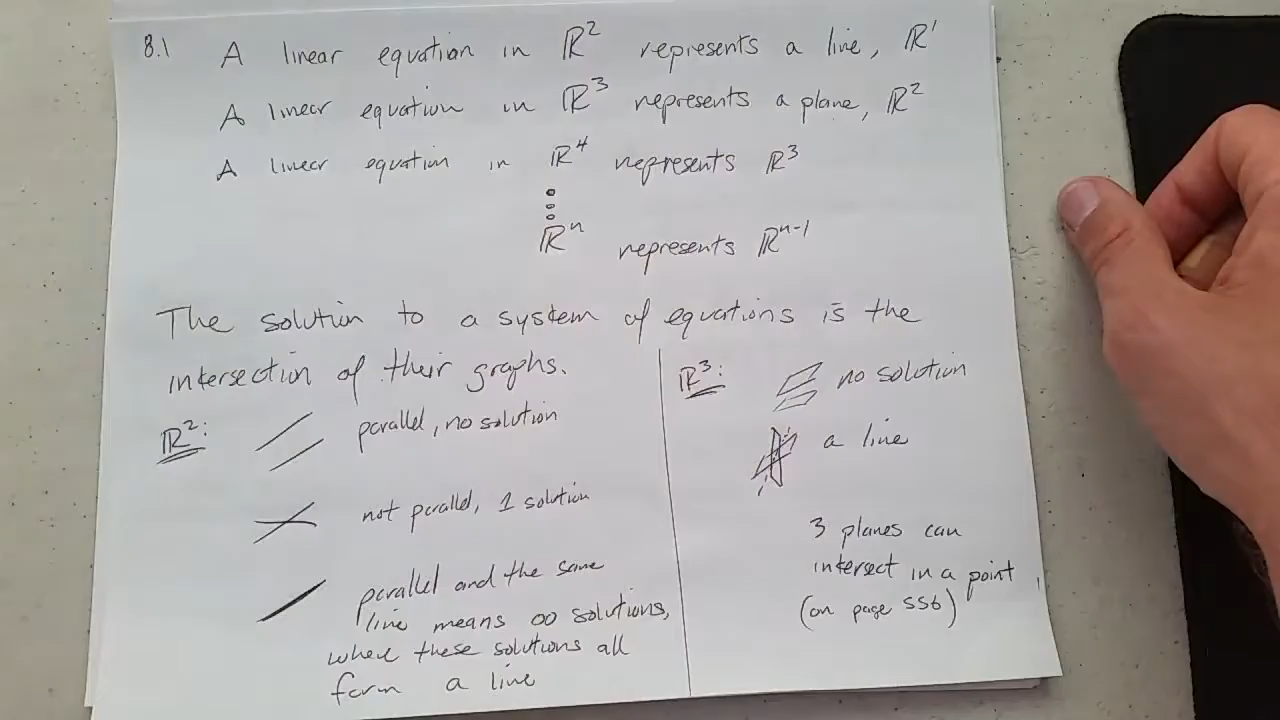 8.1 A linear equation in ℝ² represents a line, ℝ¹
A linear equation in ℝ³ represents a plane, ℝ²
A linear equation in ℝ⁴ represents ℝ³
ℝⁿ represents ℝⁿ⁻¹
The solution to a system of equations is the
intersection of their graphs.
ℝ²:
parallel, no solution
not parallel, 1 solution
parallel and the same
line means ∞ solutions,
where these solutions all
form a line
ℝ³:
no solution
a line
3 planes can
intersect in a point
(on page 556)